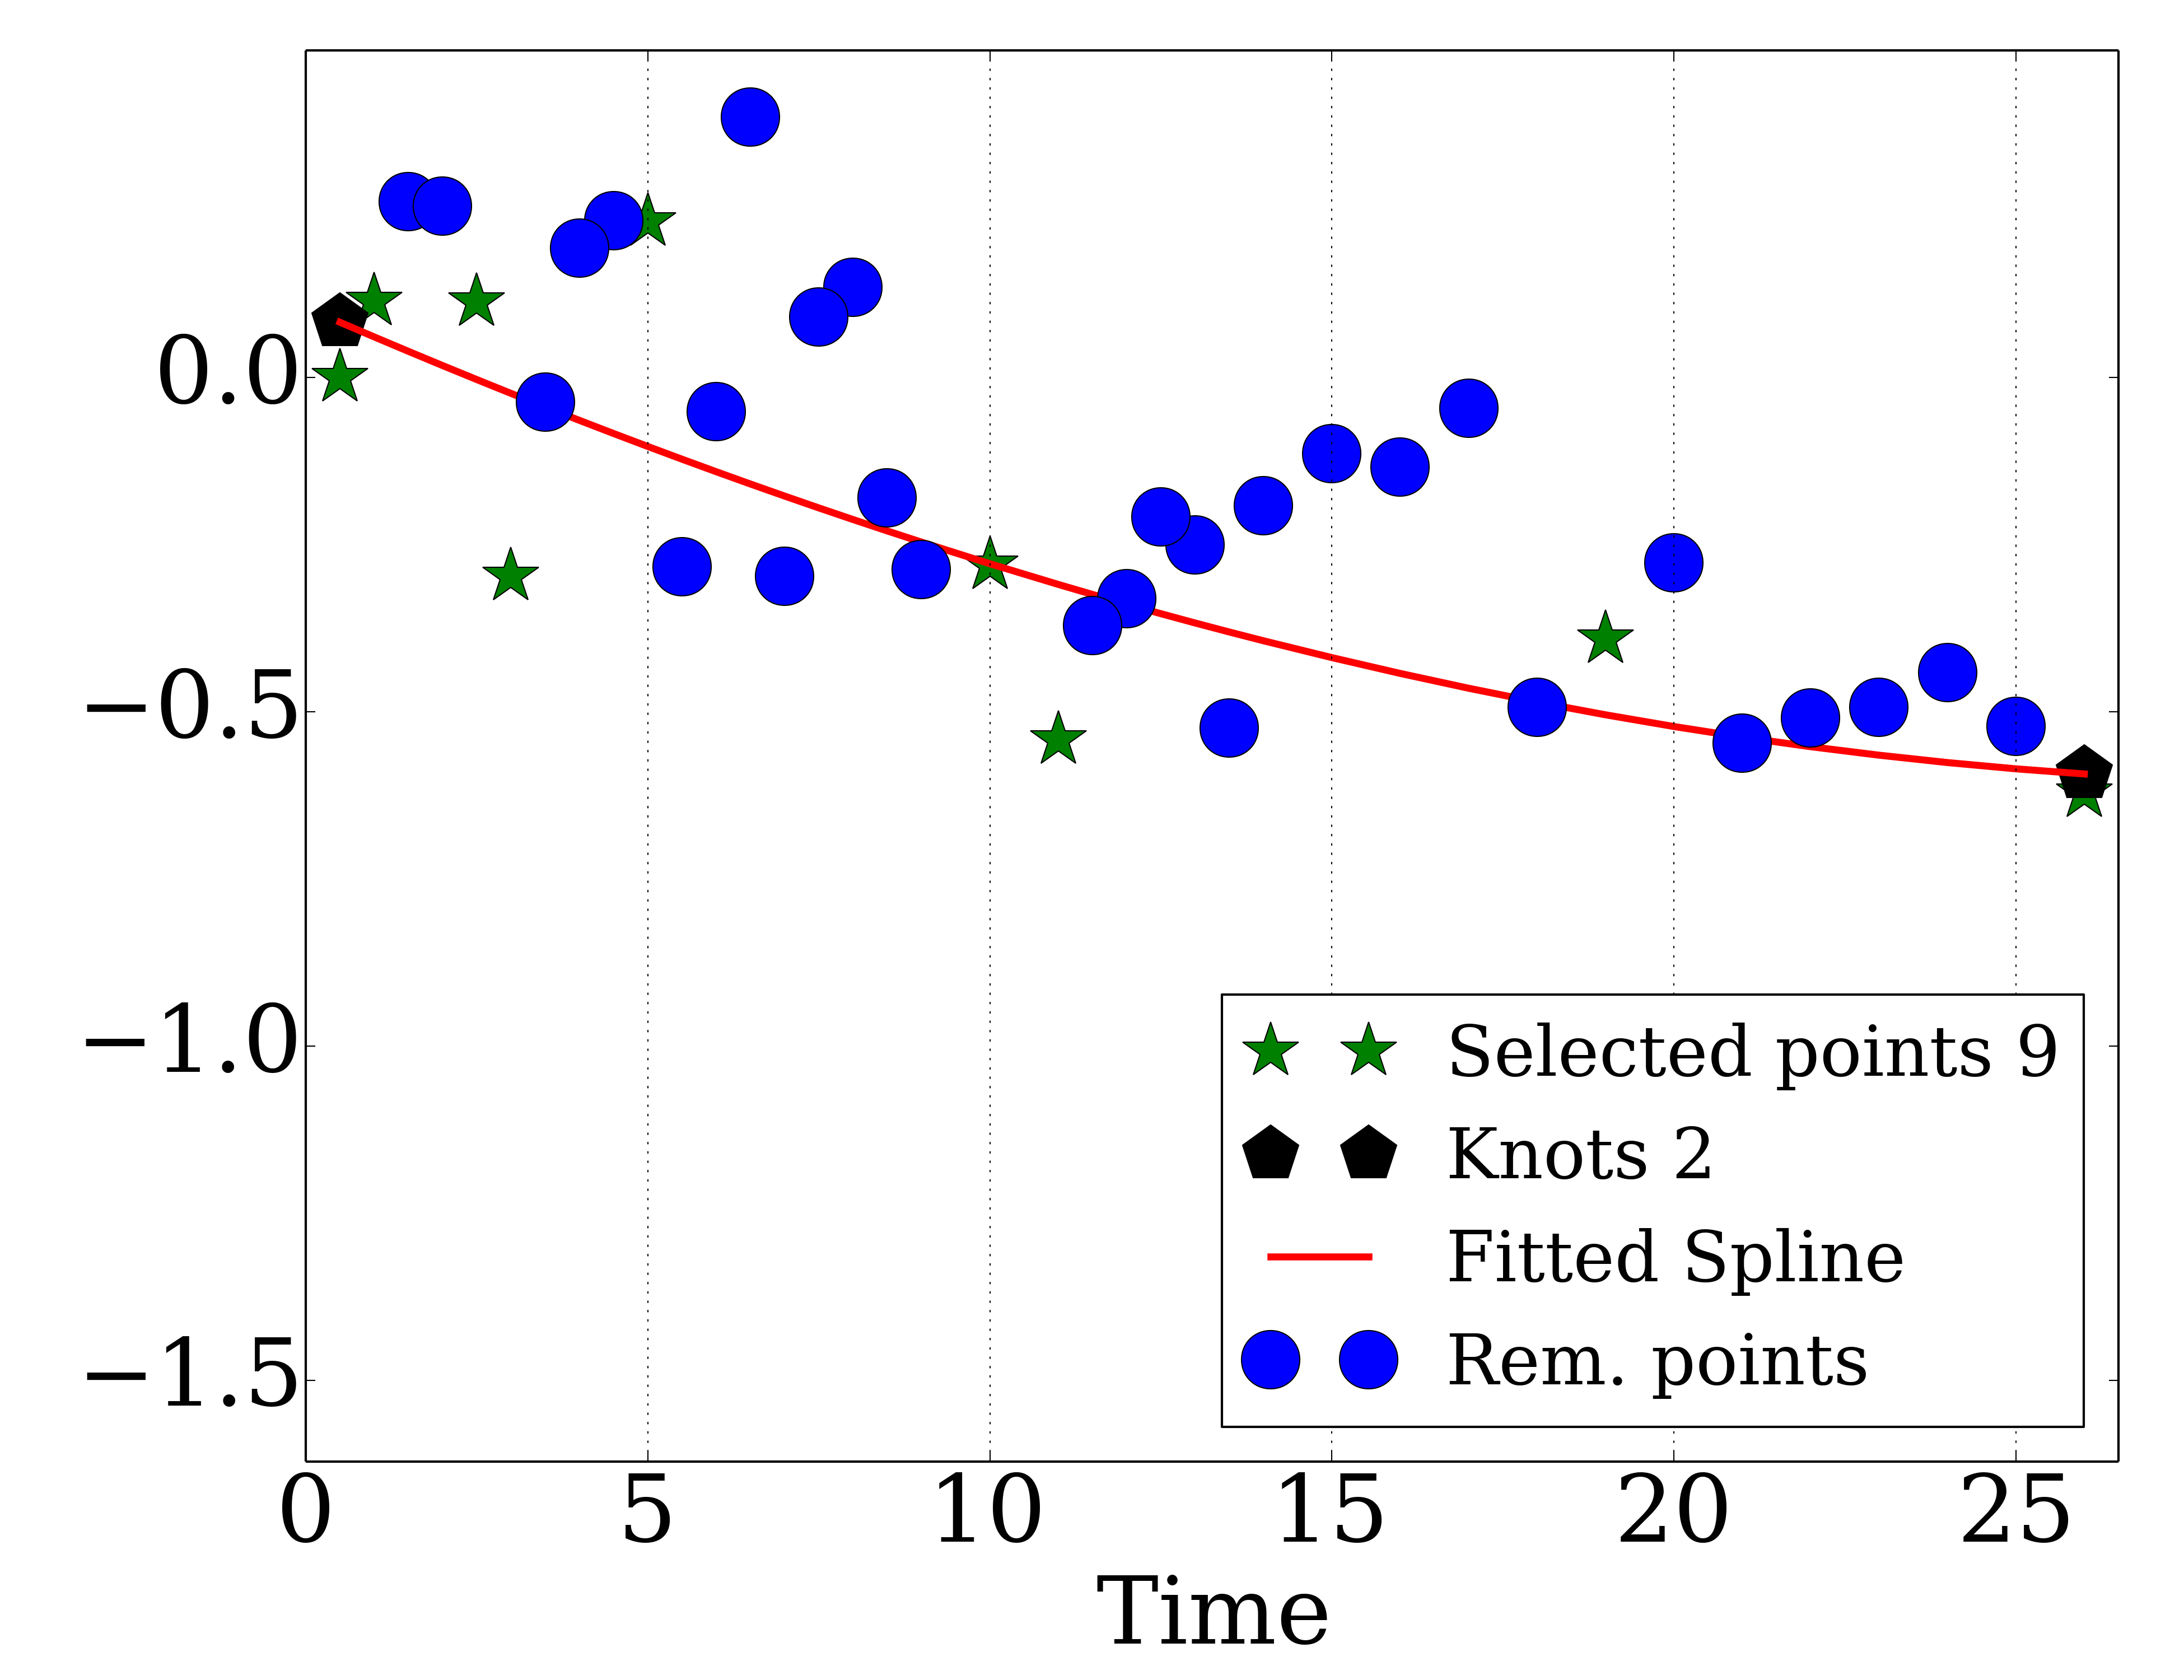 0.0
−0.5
−1.0
−1.5
Selected points 9
Knots 2
Fitted Spline
Rem. points
0 5 10 15 20 25
Time